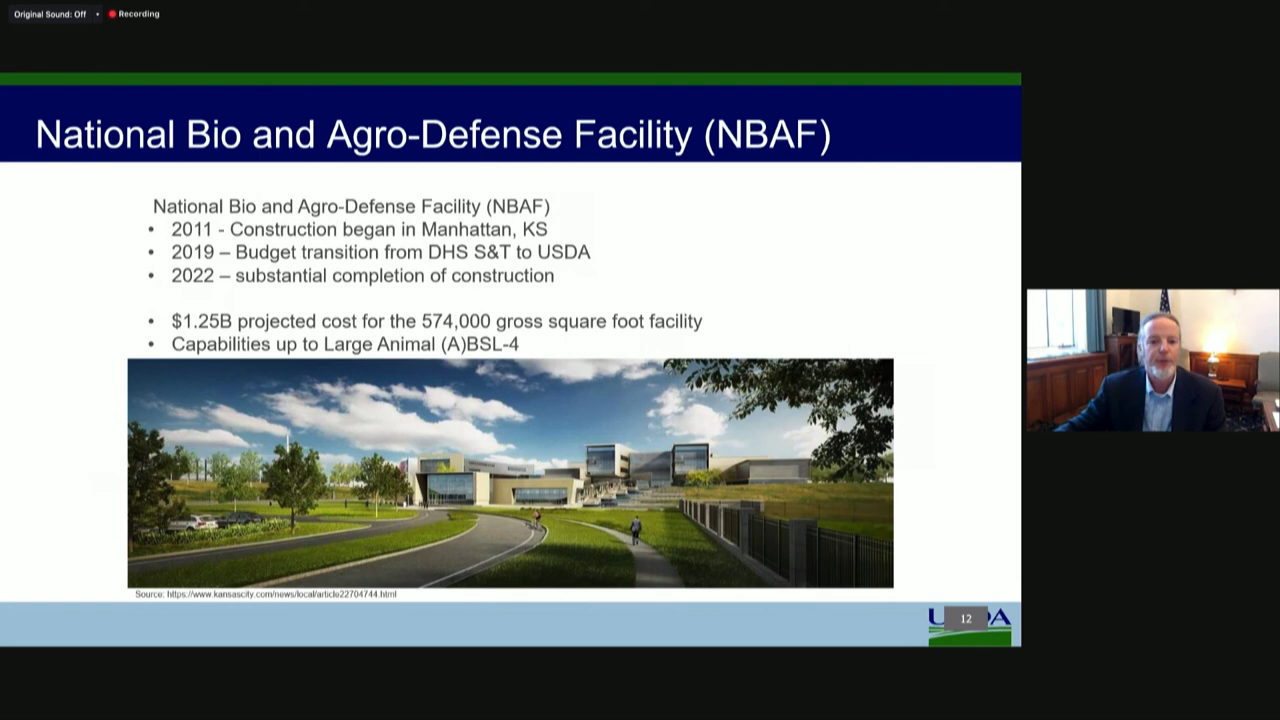 Original Sound: Off
Recording
National Bio and Agro-Defense Facility (NBAF)
National Bio and Agro-Defense Facility (NBAF)
• 2011 - Construction began in Manhattan, KS
• 2019 – Budget transition from DHS S&T to USDA
• 2022 – substantial completion of construction
• $1.25B projected cost for the 574,000 gross square foot facility
• Capabilities up to Large Animal (A)BSL-4
Source: https://www.kansascity.com/news/local/article22704744.html
12